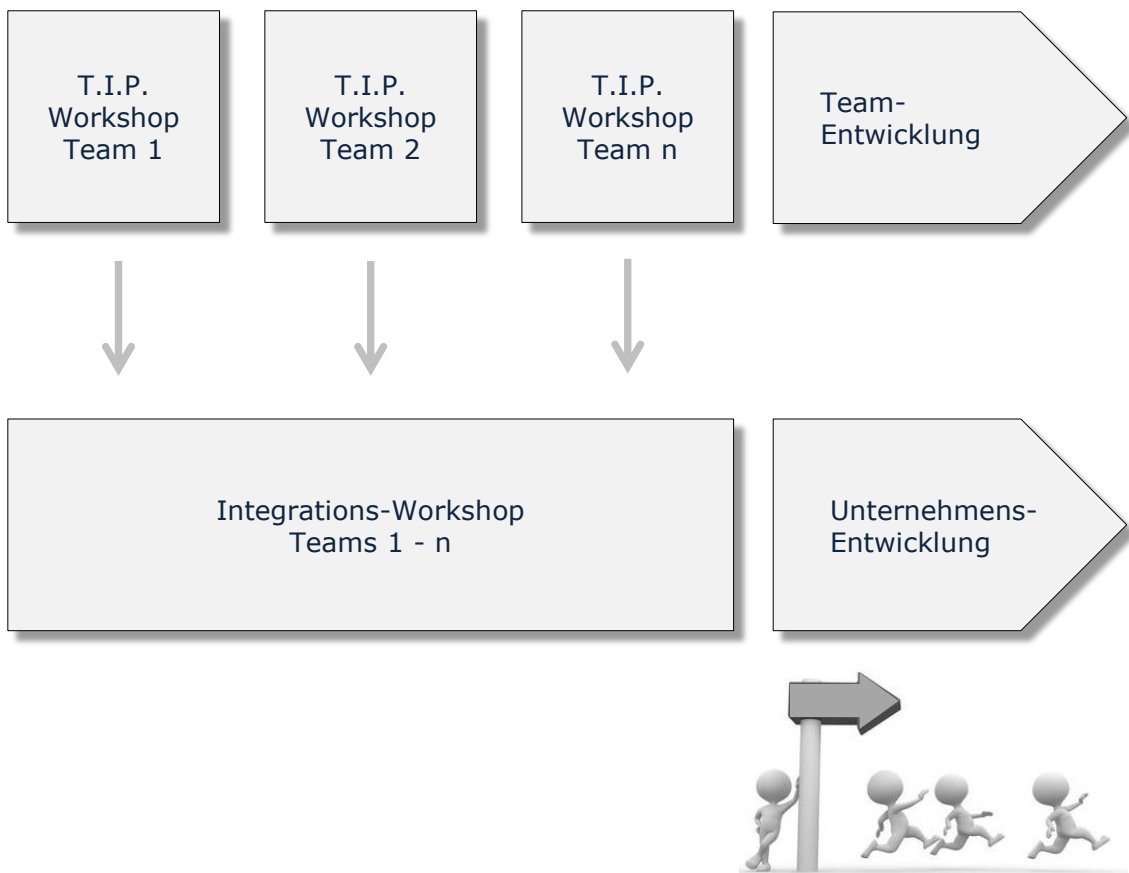 T.I.P.
Workshop
Team 1
T.I.P.
Workshop
Team 2
T.I.P.
Workshop
Team n
Team-
Entwicklung
Integrations-Workshop
Teams 1 - n
Unternehmens-
Entwicklung